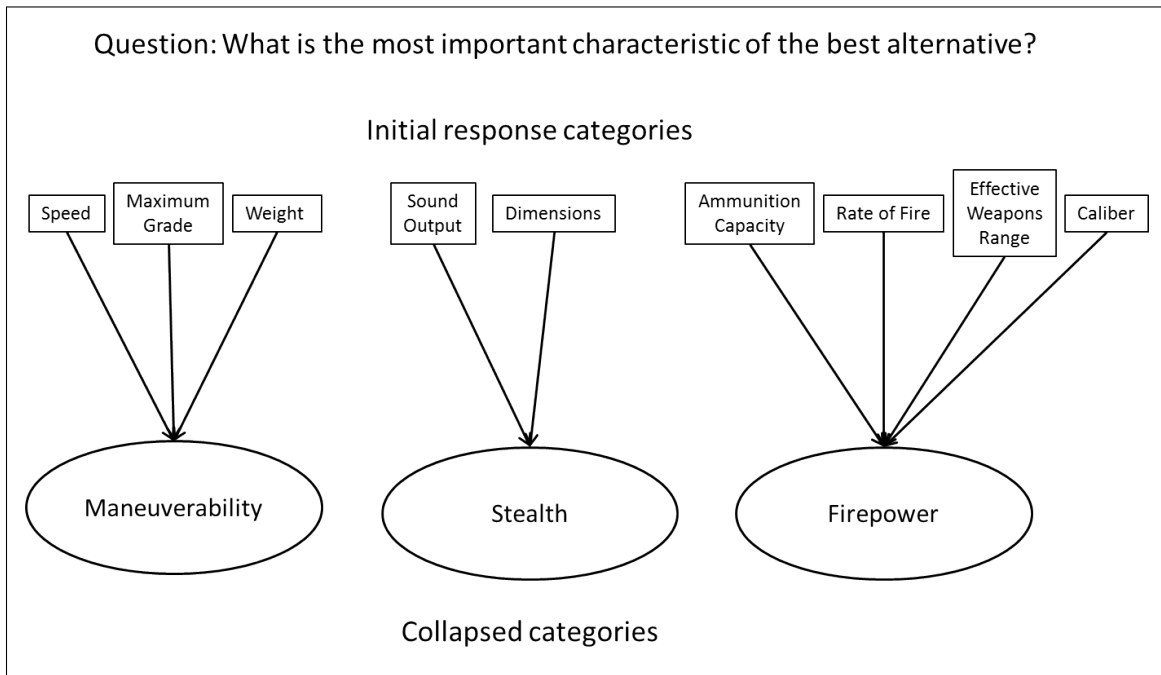 Question: What is the most important characteristic of the best alternative?
Initial response categories
Speed
Maximum
Grade
Weight
Sound
Output
Dimensions
Ammunition
Capacity
Rate of Fire
Effective
Weapons
Range
Caliber
Maneuverability
Stealth
Firepower
Collapsed categories